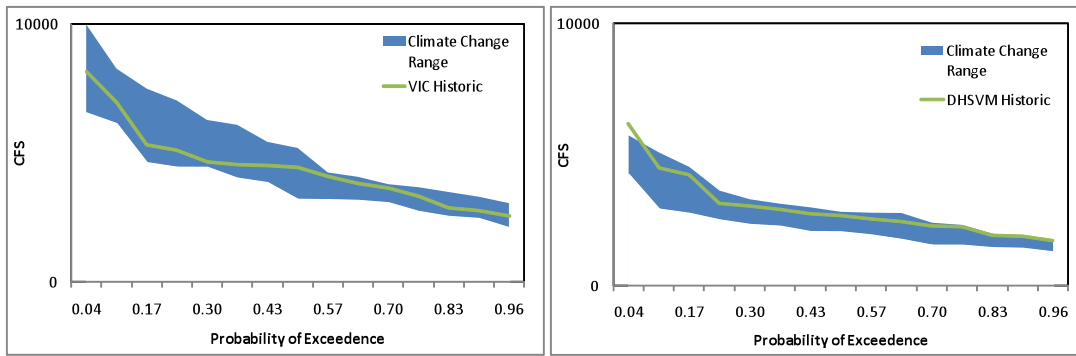 10000
Climate Change
Range
VIC Historic
CFS
0
0.04 0.17 0.30 0.43 0.57 0.70 0.83 0.96
Probability of Exceedence
10000
Climate Change
Range
DHSVM Historic
CFS
0
0.04 0.17 0.30 0.43 0.57 0.70 0.83 0.96
Probability of Exceedence